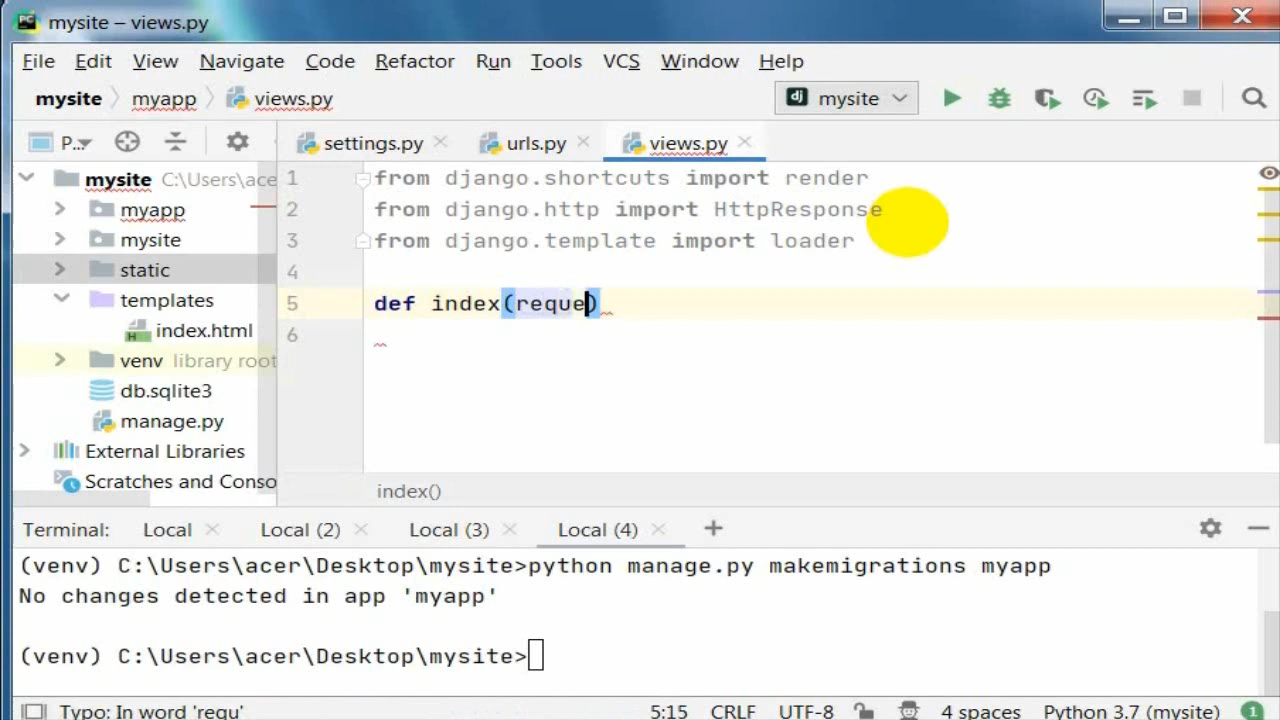 mysite – views.py
File Edit View Navigate Code Refactor Run Tools VCS Window Help
mysite myapp views.py mysite
P... settings.py urls.py views.py
mysite C:\Users\ace
myapp
mysite
static
templates
index.html
venv library root
db.sqlite3
manage.py
External Libraries
Scratches and Conso
1 from django.shortcuts import render
2 from django.http import HttpResponse
3 from django.template import loader
4
5 def index(reque)
6
index()
Terminal: Local Local (2) Local (3) Local (4)
(venv) C:\Users\acer\Desktop\mysite>python manage.py makemigrations myapp
No changes detected in app 'myapp'
(venv) C:\Users\acer\Desktop\mysite>
Typo: In word 'requ' 5:15 CRLF UTF-8 4 spaces Python 3.7 (mysite) 1